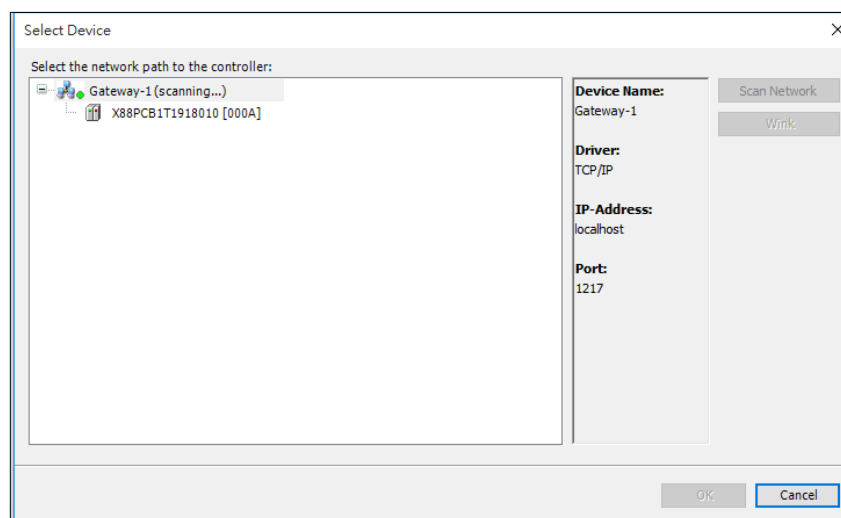 Select Device
Select the network path to the controller:
Gateway-1 (scanning...)
X88PCB1T1918010 [000A]
Device Name:
Gateway-1
Driver:
TCP/IP
IP-Address:
localhost
Port:
1217
Scan Network
Wink
OK
Cancel